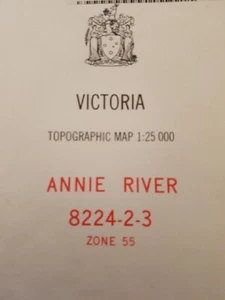 VICTORIA
TOPOGRAPHIC MAP 1:25 000
ANNIE RIVER
8224-2-3
ZONE 55